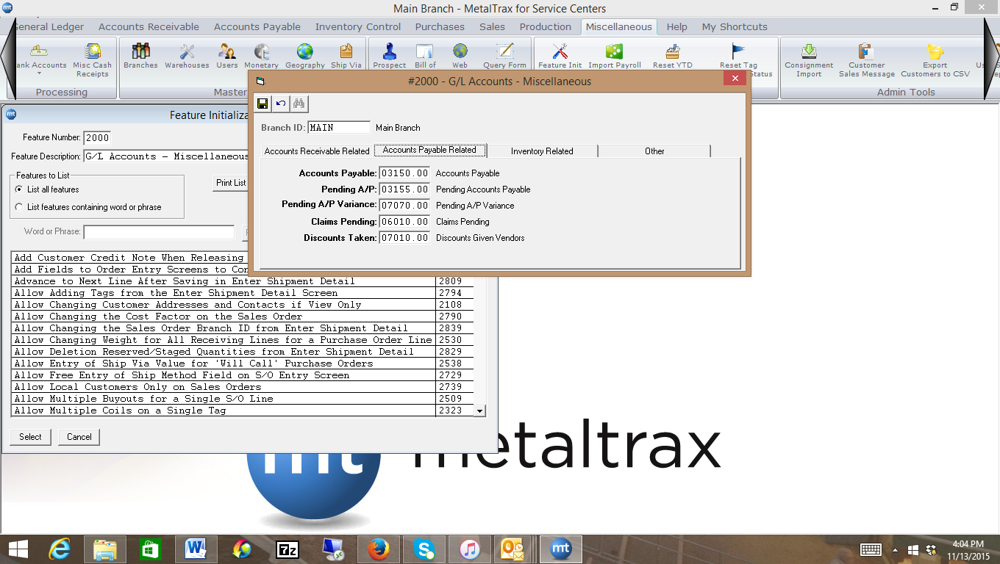 mt
Main Branch - MetalTrax for Service Centers
eneral Ledger Accounts Receivable Accounts Payable Inventory Control Purchases Sales Production Miscellaneous Help My Shortcuts
ank Accounts Misc Cash Receipts Branches Warehouses Users Monetary Geography Ship Via Prospect Bill of Web Query Form Feature Init Import Payroll Reset YTD Reset Tag Status Consignment Import Customer Sales Message Export Customers to CSV
Processing Master Admin Tools
#2000 - G/L Accounts - Miscellaneous
Branch ID: MAIN Main Branch
Accounts Receivable Related Accounts Payable Related Inventory Related Other
Accounts Payable: 03150.00 Accounts Payable
Pending A/P: 03155.00 Pending Accounts Payable
Pending A/P Variance: 07070.00 Pending A/P Variance
Claims Pending: 06010.00 Claims Pending
Discounts Taken: 07010.00 Discounts Given Vendors
mt
Feature Initializa
Feature Number: 2000
Feature Description: G/L Accounts - Miscellaneous
Features to List
List all features
List features containing word or phrase
Print List
Word or Phrase:
Add Customer Credit Note When Releasing
Add Fields to Order Entry Screens to Con
Advance to Next Line After Saving in Enter Shipment Detail 2809
Allow Adding Tags from the Enter Shipment Detail Screen 2794
Allow Changing Customer Addresses and Contacts if View Only 2108
Allow Changing the Cost Factor on the Sales Order 2790
Allow Changing the Sales Order Branch ID from Enter Shipment Detail 2839
Allow Changing Weight for All Receiving Lines for a Purchase Order Line 2530
Allow Deletion Reserved/Staged Quantities from Enter Shipment Detail 2829
Allow Entry of Ship Via Value for 'Will Call' Purchase Orders 2538
Allow Free Entry of Ship Method Field on S/O Entry Screen 2729
Allow Local Customers Only on Sales Orders 2739
Allow Multiple Buyouts for a Single S/O Line 2509
Allow Multiple Coils on a Single Tag 2323
Select Cancel
mt metaltrax
7z
mt
4:04 PM
11/13/2015